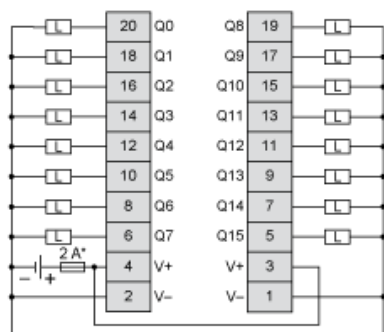 L 20 Q0 Q8 19 L
L 18 Q1 Q9 17 L
L 16 Q2 Q10 15 L
L 14 Q3 Q11 13 L
L 12 Q4 Q12 11 L
L 10 Q5 Q13 9 L
L 8 Q6 Q14 7 L
L 6 Q7 Q15 5 L
2 A*
− + 4 V+ V+ 3
2 V− V− 1